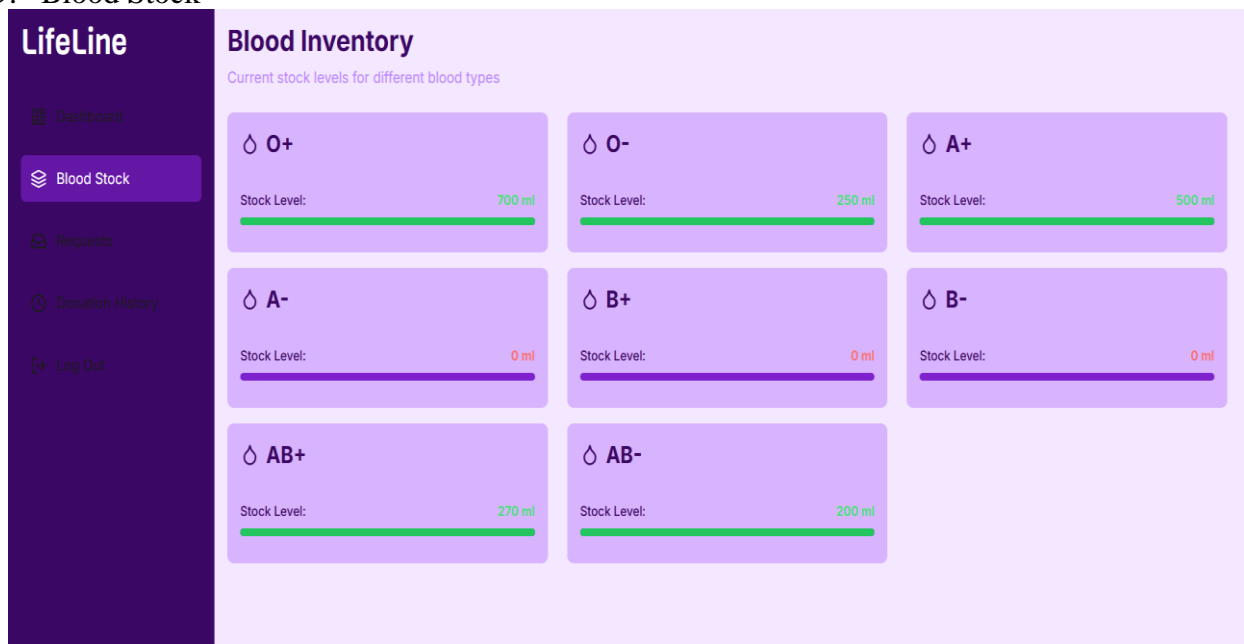 Blood Stock
LifeLine
Dashboard
Blood Stock
Requests
Donation History
Log Out
Blood Inventory
Current stock levels for different blood types
O+
Stock Level: 700 ml
O-
Stock Level: 250 ml
A+
Stock Level: 500 ml
A-
Stock Level: 0 ml
B+
Stock Level: 0 ml
B-
Stock Level: 0 ml
AB+
Stock Level: 270 ml
AB-
Stock Level: 200 ml